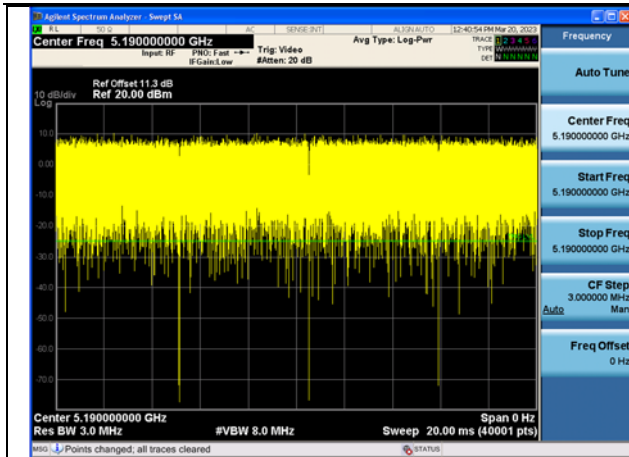 Agilent Spectrum Analyzer - Swept SA
RL 50 Ω AC SENSE:INT ALIGN AUTO 12:40:54 PM Mar 20, 2023
Center Freq 5.190000000 GHz
Input: RF PNO: Fast Trig: Video Avg Type: Log-Pwr TRACE 1 2 3 4 5 6
IFGain:Low #Atten: 20 dB TYPE
DET N N N N N N
Ref Offset 11.3 dB
10 dB/div Ref 20.00 dBm
Log
10.0
0.00
-10.0
-20.0
-30.0
-40.0
-50.0
-60.0
-70.0
Center 5.190000000 GHz Span 0 Hz
Res BW 3.0 MHz #VBW 8.0 MHz Sweep 20.00 ms (40001 pts)
MSG Points changed; all traces cleared STATUS
Frequency
Auto Tune
Center Freq
5.190000000 GHz
Start Freq
5.190000000 GHz
Stop Freq
5.190000000 GHz
CF Step
3.000000 MHz
Auto Man
Freq Offset
0 Hz